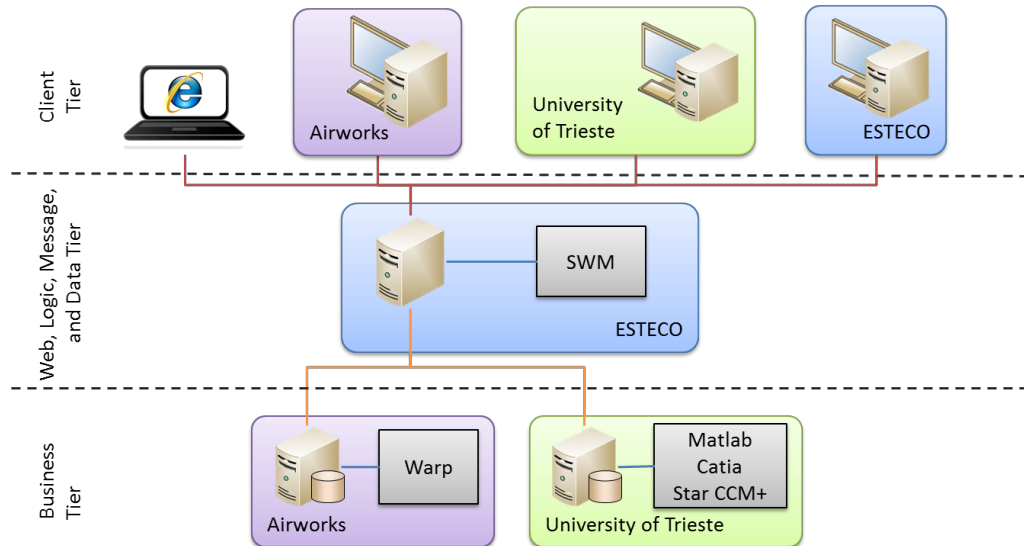 Client
Tier
Airworks
University
of Trieste
ESTECO
Web, Logic, Message,
and Data Tier
SWM
ESTECO
Business
Tier
Warp
Airworks
Matlab
Catia
Star CCM+
University of Trieste